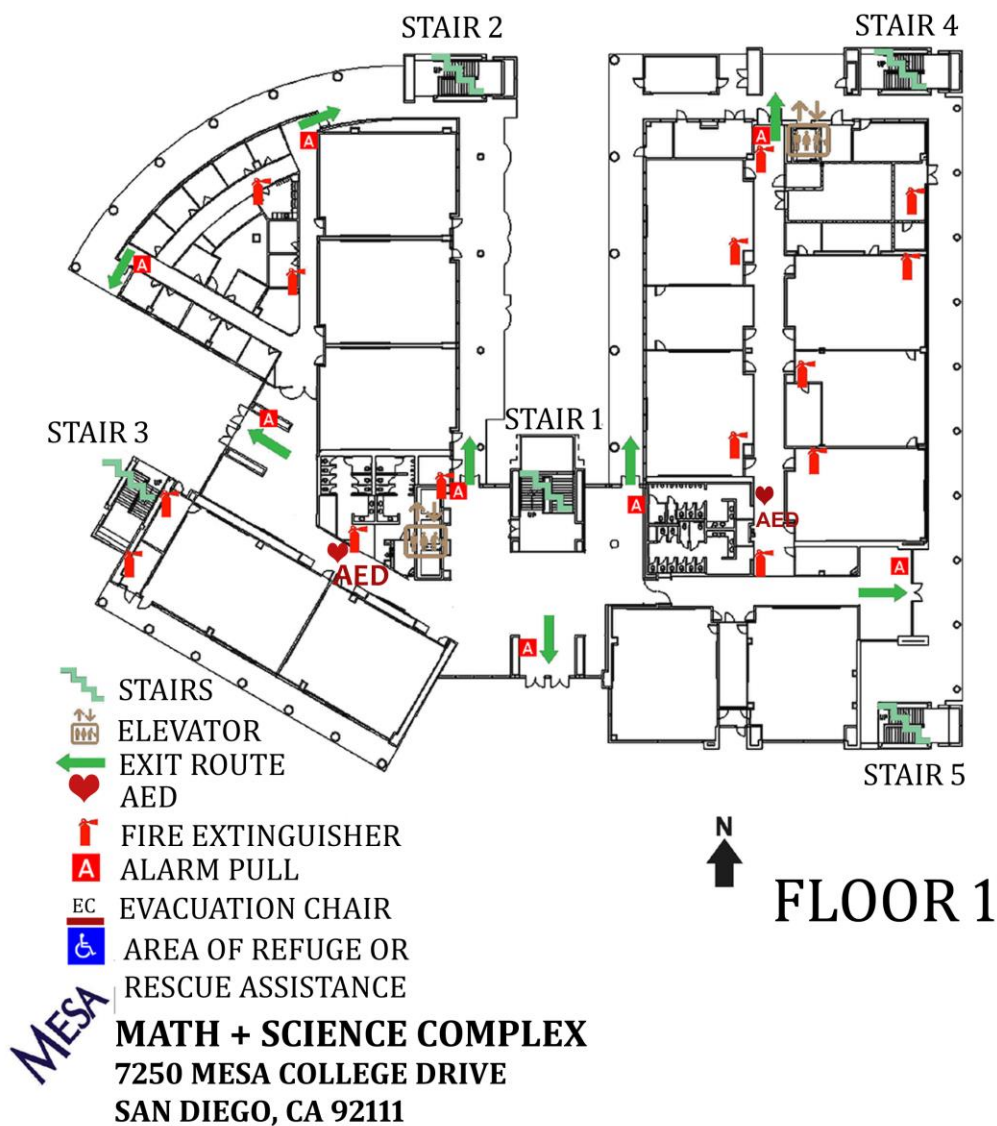 STAIR 2
STAIR 4
A
A
A
STAIR 3
A
STAIR 1
A
A
AED
AED
A
A
STAIRS
ELEVATOR
EXIT ROUTE
AED
STAIR 5
FIRE EXTINGUISHER
A ALARM PULL
N
EC EVACUATION CHAIR
FLOOR 1
AREA OF REFUGE OR
RESCUE ASSISTANCE
MESA
MATH + SCIENCE COMPLEX
7250 MESA COLLEGE DRIVE
SAN DIEGO, CA 92111